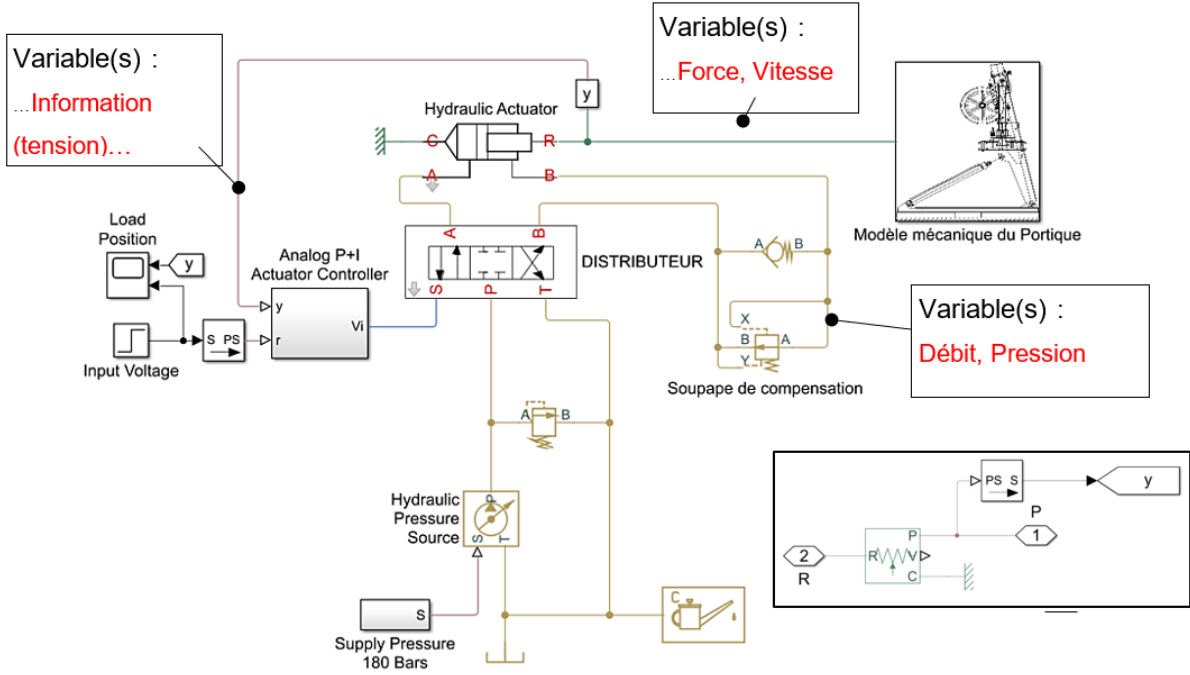 Variable(s) :
...Information
(tension)...
Variable(s) :
...Force, Vitesse
y
Hydraulic Actuator
C
R
A
B
Modèle mécanique du Portique
Load
Position
y
Analog P+I
Actuator Controller
y
r
Vi
S PS
Input Voltage
A
B
S
P
T
DISTRIBUTEUR
A
B
X
B
A
Y
Soupape de compensation
Variable(s) :
Débit, Pression
A
B
Hydraulic
Pressure
Source
P
S
T
S
Supply Pressure
180 Bars
C
PS S
y
P
1
2
R
R
P
V
C